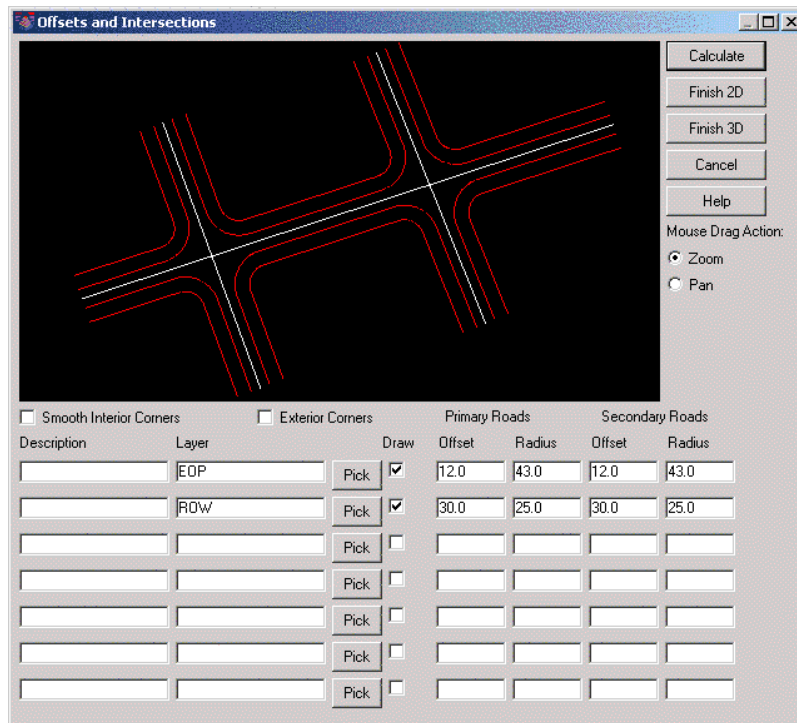 Offsets and Intersections
Calculate
Finish 2D
Finish 3D
Cancel
Help
Mouse Drag Action:
Zoom
Pan
Smooth Interior Corners Exterior Corners Primary Roads Secondary Roads
Description Layer Draw Offset Radius Offset Radius
EOP Pick 12.0 43.0 12.0 43.0
ROW Pick 30.0 25.0 30.0 25.0
Pick
Pick
Pick
Pick
Pick